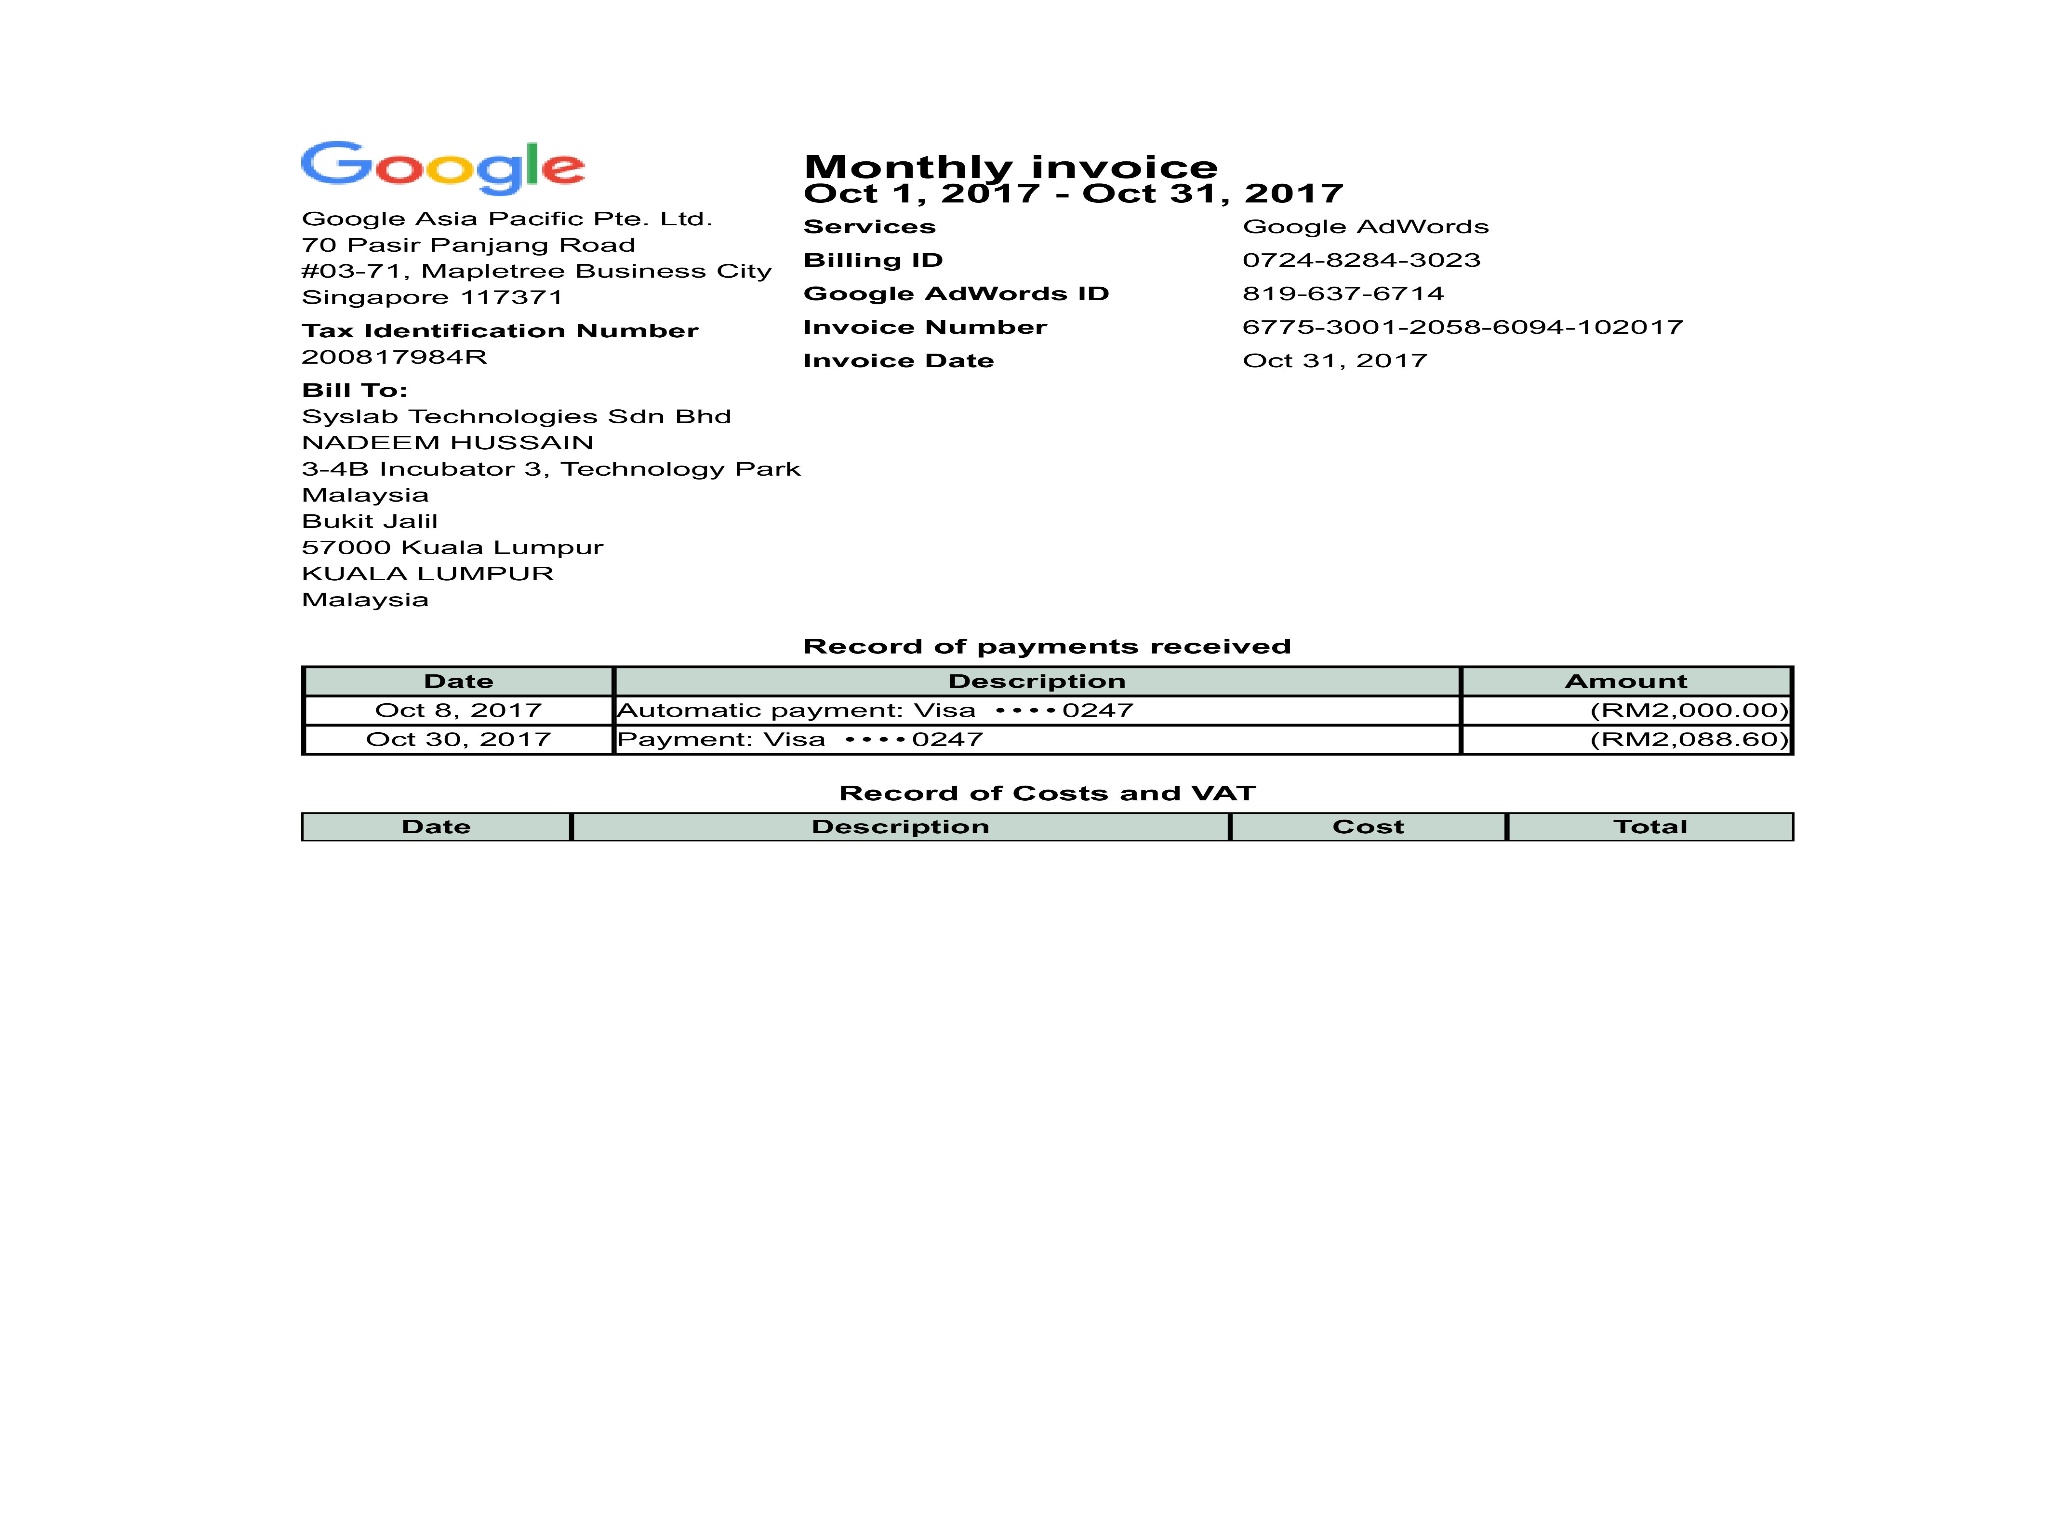 Google
Google Asia Pacific Pte. Ltd.
70 Pasir Panjang Road
#03-71, Mapletree Business City
Singapore 117371
Tax Identification Number
200817984R
Bill To:
Syslab Technologies Sdn Bhd
NADEEM HUSSAIN
3-4B Incubator 3, Technology Park
Malaysia
Bukit Jalil
57000 Kuala Lumpur
KUALA LUMPUR
Malaysia
Monthly invoice
Oct 1, 2017 - Oct 31, 2017
Services Google AdWords
Billing ID 0724-8284-3023
Google AdWords ID 819-637-6714
Invoice Number 6775-3001-2058-6094-102017
Invoice Date Oct 31, 2017
Record of payments received
Date Description Amount
Oct 8, 2017 Automatic payment: Visa ••••0247 (RM2,000.00)
Oct 30, 2017 Payment: Visa ••••0247 (RM2,088.60)
Record of Costs and VAT
Date Description Cost Total